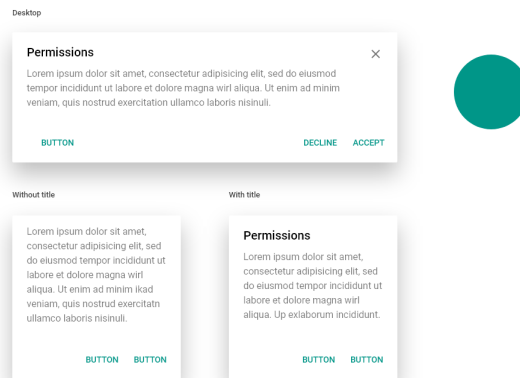 Desktop
Permissions
Lorem ipsum dolor sit amet, consectetur adipisicing elit, sed do eiusmod
tempor incididunt ut labore et dolore magna wirl aliqua. Ut enim ad minim
veniam, quis nostrud exercitation ullamco laboris nisinuli.
BUTTON DECLINE ACCEPT
Without title
Lorem ipsum dolor sit amet,
consectetur adipisicing elit, sed
do eiusmod tempor incididunt ut
labore et dolore magna wirl
aliqua. Ut enim ad minim ikad
veniam, quis nostrud exercitatn
ullamco laboris nisinuli.
BUTTON BUTTON
With title
Permissions
Lorem ipsum dolor sit amet,
consectetur adipisicing elit, sed
do eiusmod tempor incididunt ut
labore et dolore magna wirl
aliqua. Up exlaborum incididunt.
BUTTON BUTTON